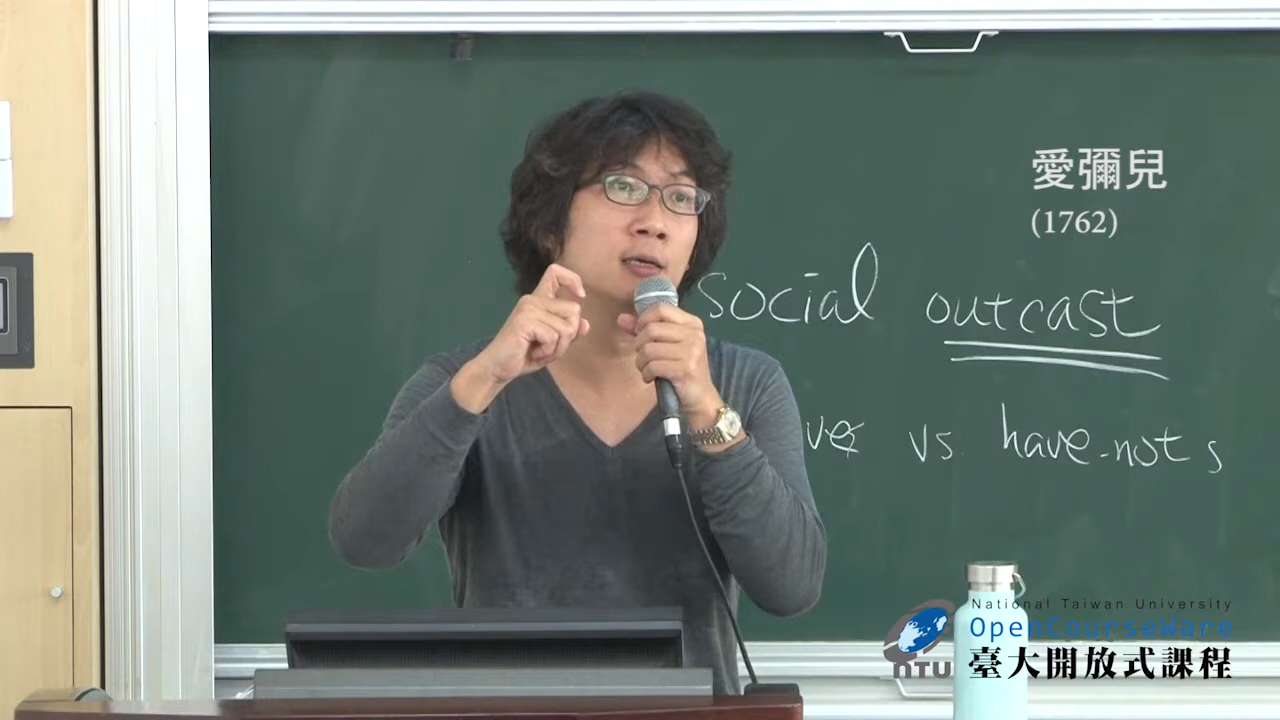 愛彌兒
(1762)
social outcast
vs. have-nots
National Taiwan University
OpenCourseWare
NTU
臺大開放式課程